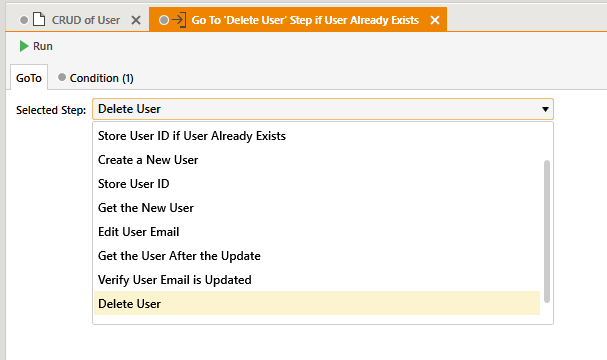 CRUD of User
Go To 'Delete User' Step if User Already Exists
Run
GoTo
Condition (1)
Selected Step:
Delete User
Store User ID if User Already Exists
Create a New User
Store User ID
Get the New User
Edit User Email
Get the User After the Update
Verify User Email is Updated
Delete User